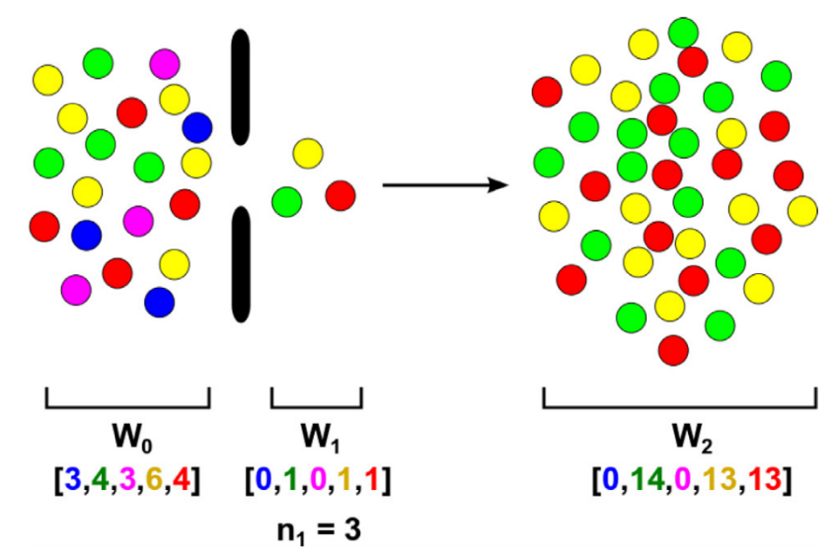 W₀ W₁ W₂
[3,4,3,6,4] [0,1,0,1,1] [0,14,0,13,13]
n₁ = 3